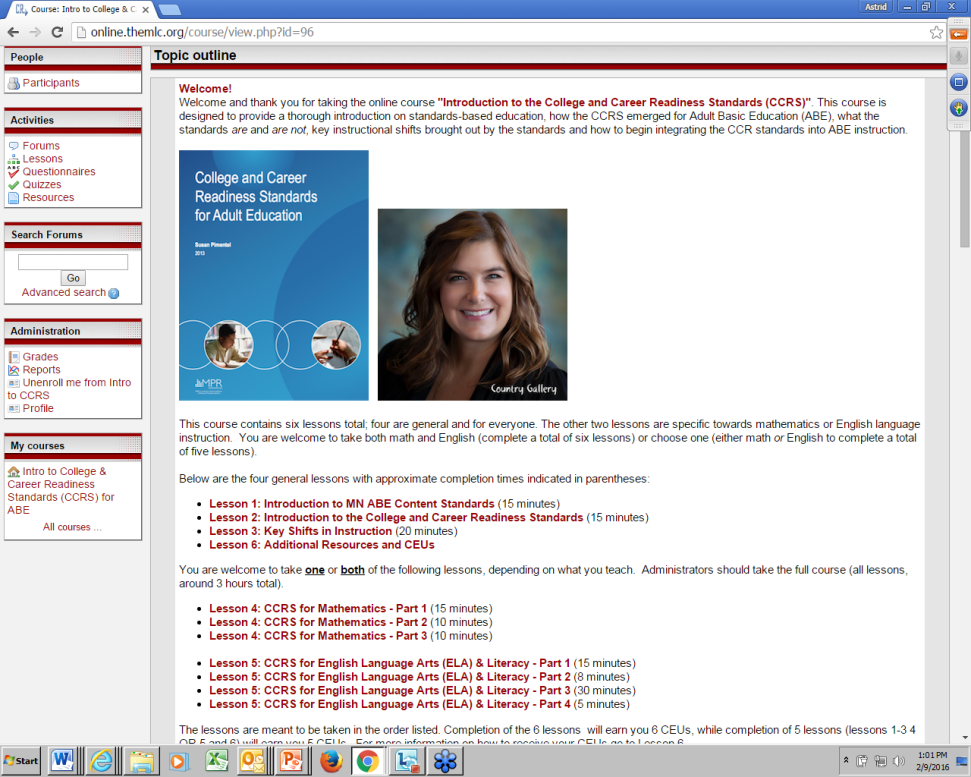 Course: Intro to College & C
Astrid
online.themlc.org/course/view.php?id=96
People
Participants
Activities
Forums
Lessons
Questionnaires
Quizzes
Resources
Search Forums
Go
Advanced search
Administration
Grades
Reports
Unenroll me from Intro
to CCRS
Profile
My courses
Intro to College &
Career Readiness
Standards (CCRS) for
ABE
All courses ...
Topic outline
Welcome!
Welcome and thank you for taking the online course "Introduction to the College and Career Readiness Standards (CCRS)". This course is
designed to provide a thorough introduction on standards-based education, how the CCRS emerged for Adult Basic Education (ABE), what the
standards are and are not, key instructional shifts brought out by the standards and how to begin integrating the CCR standards into ABE instruction.
College and Career
Readiness Standards
for Adult Education
Susan Pimentel
2013
MPR
Country Gallery
This course contains six lessons total; four are general and for everyone. The other two lessons are specific towards mathematics or English language
instruction. You are welcome to take both math and English (complete a total of six lessons) or choose one (either math or English to complete a total
of five lessons).
Below are the four general lessons with approximate completion times indicated in parentheses:
• Lesson 1: Introduction to MN ABE Content Standards (15 minutes)
• Lesson 2: Introduction to the College and Career Readiness Standards (15 minutes)
• Lesson 3: Key Shifts in Instruction (20 minutes)
• Lesson 6: Additional Resources and CEUs
You are welcome to take one or both of the following lessons, depending on what you teach. Administrators should take the full course (all lessons,
around 3 hours total).
• Lesson 4: CCRS for Mathematics - Part 1 (15 minutes)
• Lesson 4: CCRS for Mathematics - Part 2 (10 minutes)
• Lesson 4: CCRS for Mathematics - Part 3 (10 minutes)
• Lesson 5: CCRS for English Language Arts (ELA) & Literacy - Part 1 (15 minutes)
• Lesson 5: CCRS for English Language Arts (ELA) & Literacy - Part 2 (8 minutes)
• Lesson 5: CCRS for English Language Arts (ELA) & Literacy - Part 3 (30 minutes)
• Lesson 5: CCRS for English Language Arts (ELA) & Literacy - Part 4 (5 minutes)
The lessons are meant to be taken in the order listed. Completion of the 6 lessons will earn you 6 CEUs, while completion of 5 lessons (lessons 1-3 4
OR 5 and 6) will earn you 5 CEUs. For more information on how to receive your CEUs go to Lesson 6
Start
1:01 PM
2/9/2016